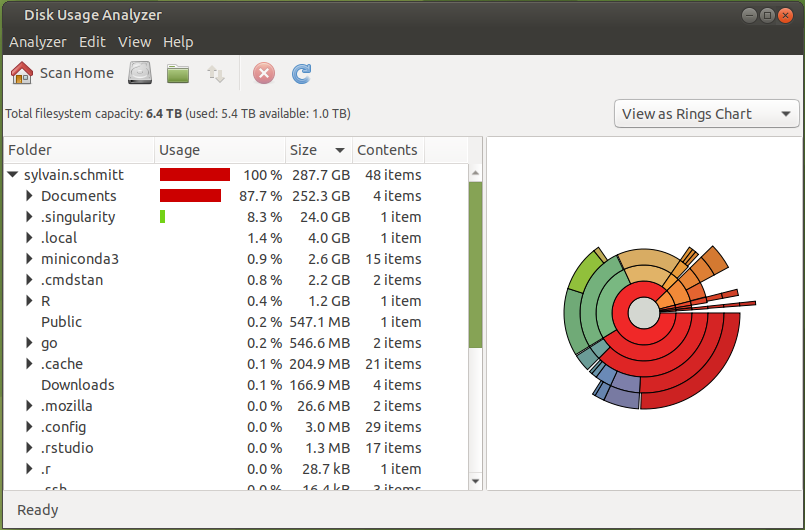 Disk Usage Analyzer
Analyzer Edit View Help
Scan Home
Total filesystem capacity: 6.4 TB (used: 5.4 TB available: 1.0 TB)
View as Rings Chart
Folder Usage Size Contents
sylvain.schmitt 100 % 287.7 GB 48 items
Documents 87.7 % 252.3 GB 4 items
.singularity 8.3 % 24.0 GB 1 item
.local 1.4 % 4.0 GB 1 item
miniconda3 0.9 % 2.6 GB 15 items
.cmdstan 0.8 % 2.2 GB 2 items
R 0.4 % 1.2 GB 1 item
Public 0.2 % 547.1 MB 1 item
go 0.2 % 546.6 MB 2 items
.cache 0.1 % 204.9 MB 21 items
Downloads 0.1 % 166.9 MB 4 items
.mozilla 0.0 % 26.6 MB 2 items
.config 0.0 % 3.0 MB 29 items
.rstudio 0.0 % 1.3 MB 17 items
.r 0.0 % 28.7 kB 1 item
.ssh 0.0 % 16.4 kB 3 items
Ready